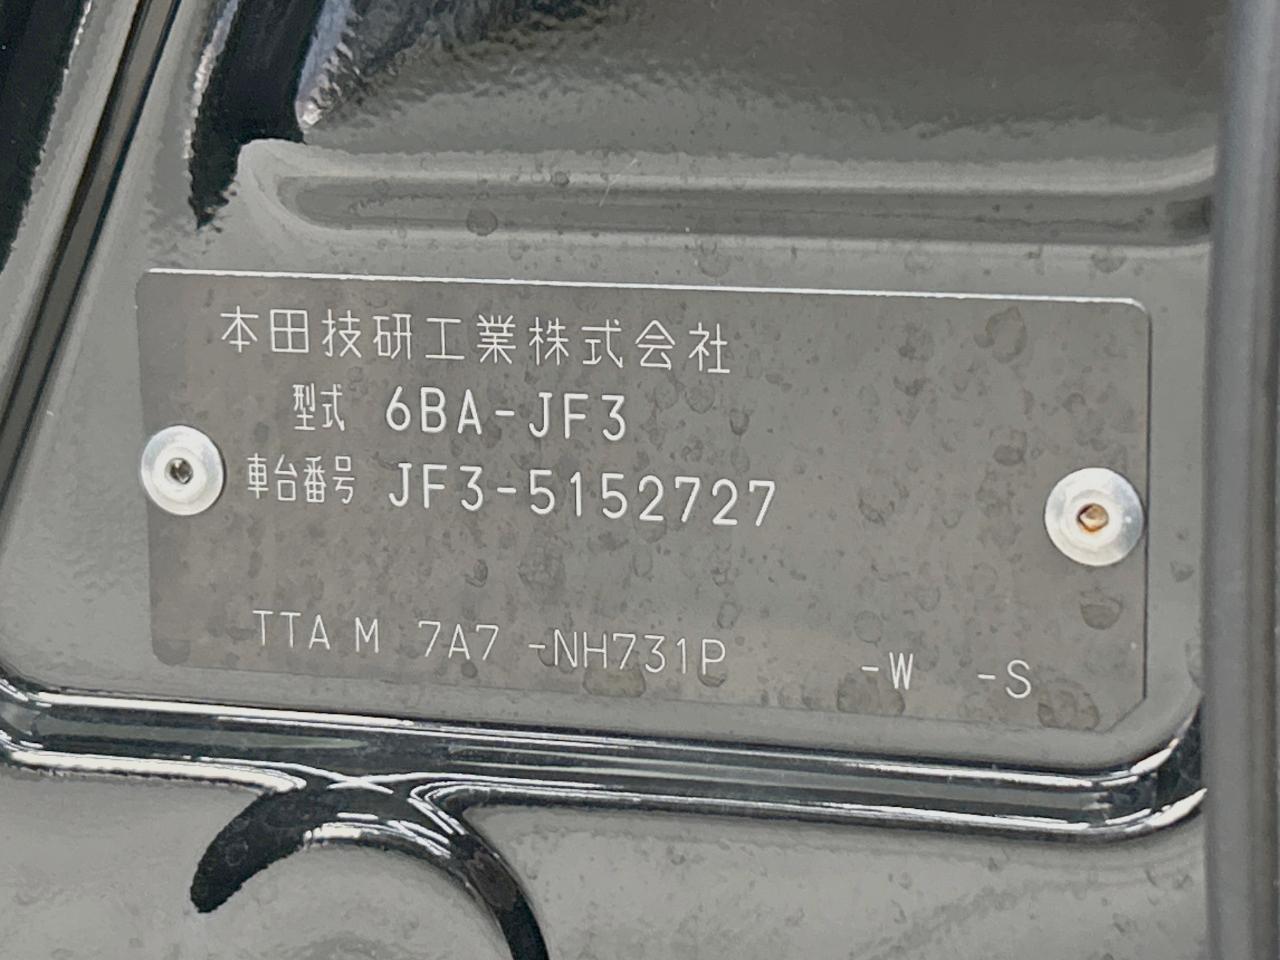 本田技研工業株式会社
型式 6BA-JF3
車台番号 JF3-5152727
TTA M 7A7 -NH731P -W -S